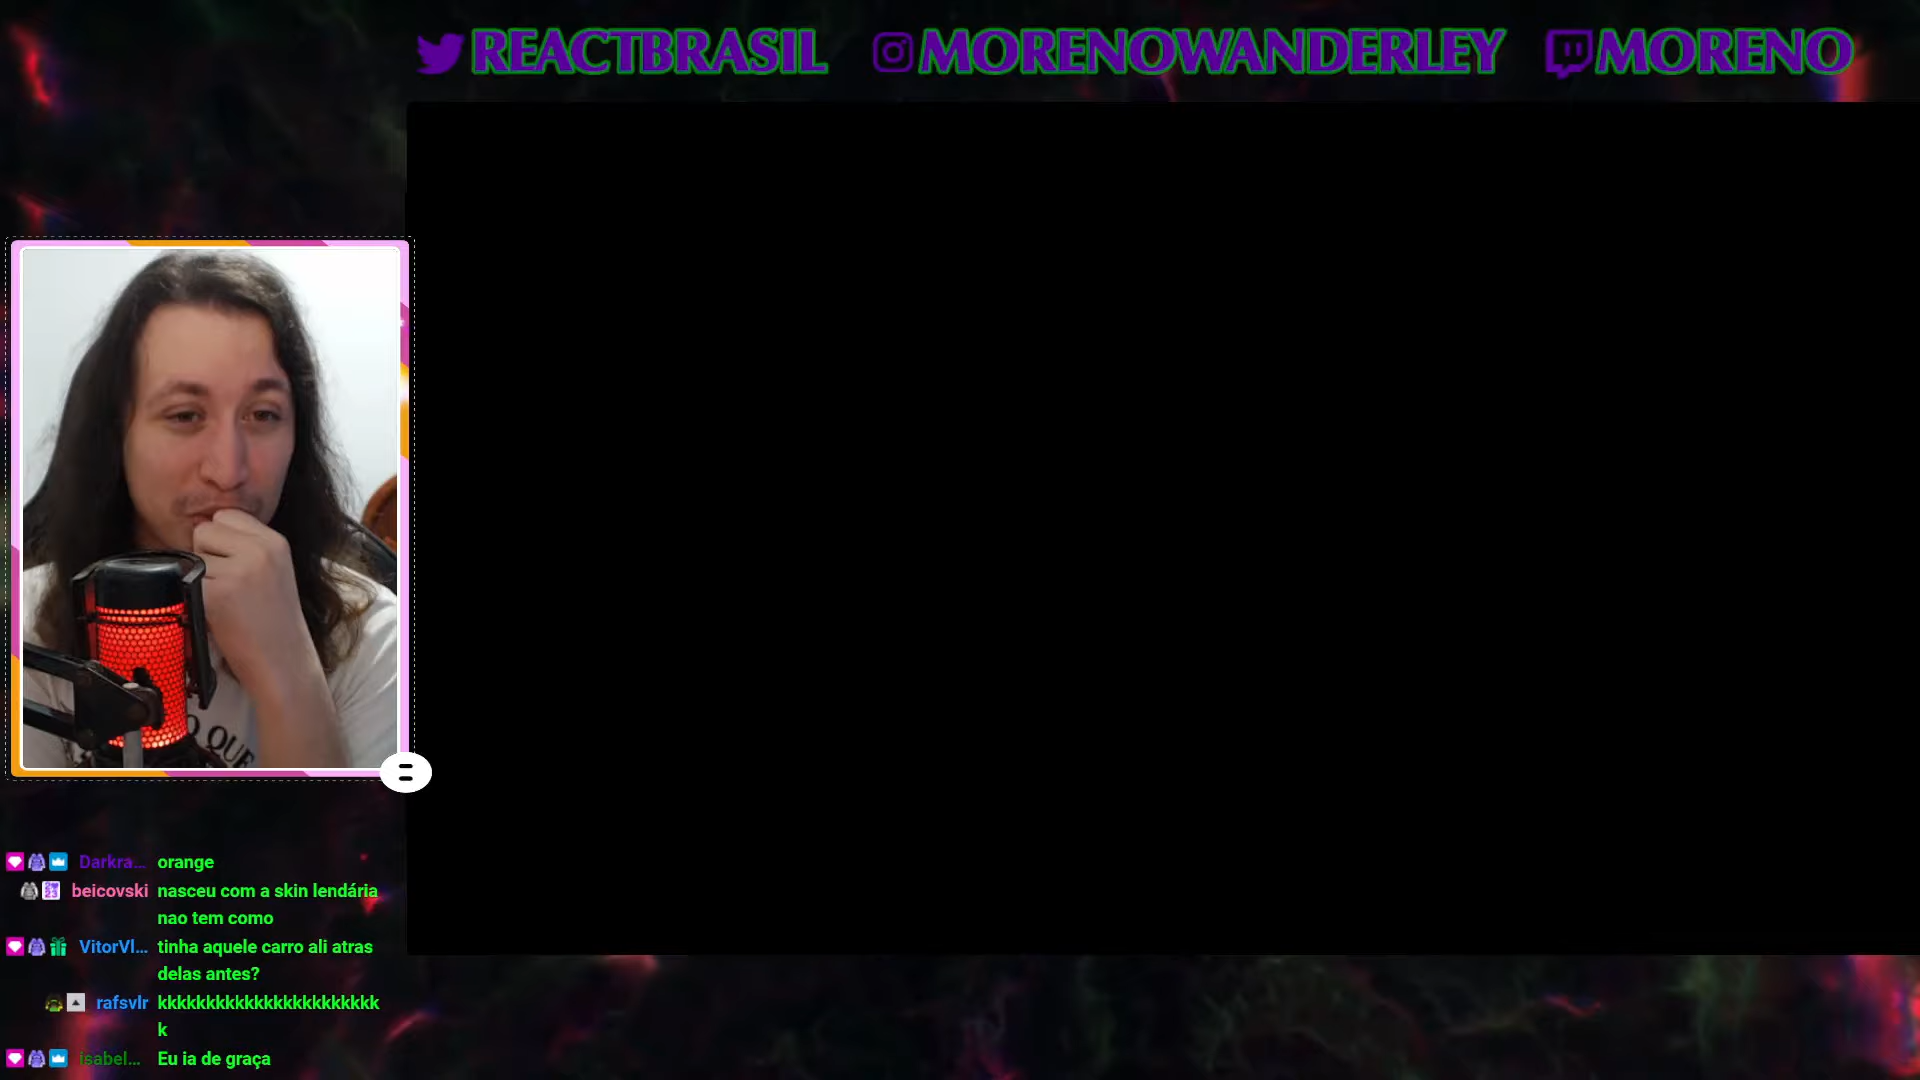 REACTBRASIL MORENOWANDERLEY MORENO
O QUE
Darkra... orange
beicovski nasceu com a skin lendária
nao tem como
VitorVl... tinha aquele carro ali atras
delas antes?
rafsvlr kkkkkkkkkkkkkkkkkkkkkkk
k
isabel... Eu ia de graça